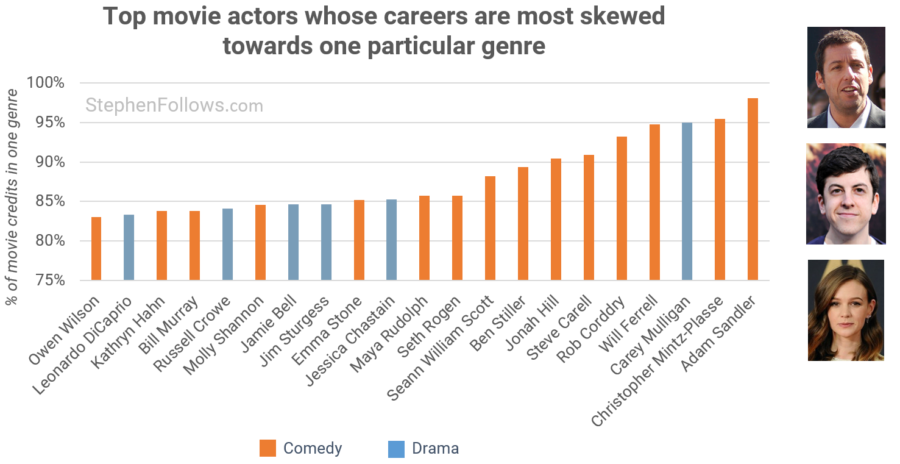 Top movie actors whose careers are most skewed
towards one particular genre
StephenFollows.com
% of movie credits in one genre
100%
95%
90%
85%
80%
75%
Owen Wilson
Leonardo DiCaprio
Kathryn Hahn
Bill Murray
Russell Crowe
Molly Shannon
Jamie Bell
Jim Sturgess
Emma Stone
Jessica Chastain
Maya Rudolph
Seth Rogen
Seann William Scott
Ben Stiller
Jonah Hill
Steve Carell
Rob Corddry
Will Ferrell
Carey Mulligan
Christopher Mintz-Plasse
Adam Sandler
Comedy
Drama